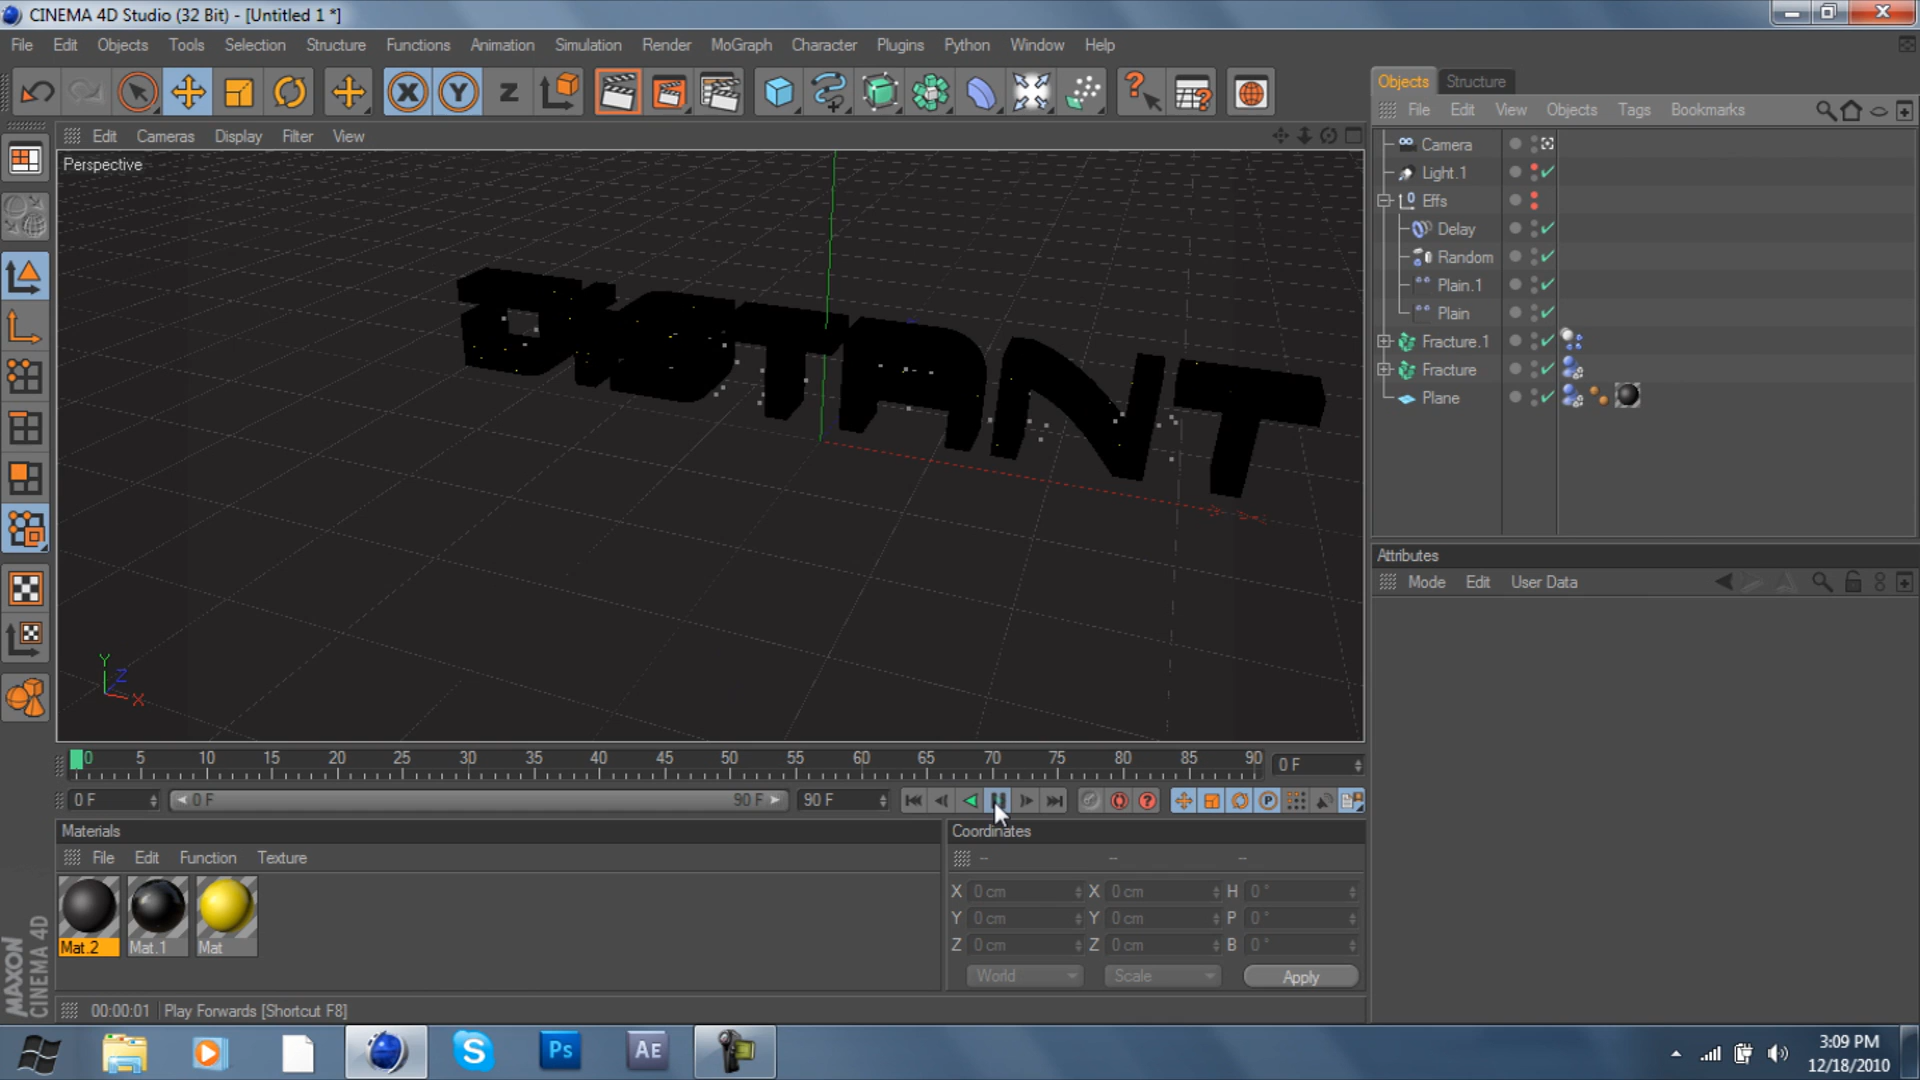 CINEMA 4D Studio (32 Bit) - [Untitled 1 *]
File Edit Objects Tools Selection Structure Functions Animation Simulation Render MoGraph Character Plugins Python Window Help
Objects Structure
File Edit View Objects Tags Bookmarks
Edit Cameras Display Filter View
Perspective
Camera
Light.1
Effs
Delay
Random
Plain.1
Plain
Fracture.1
Fracture
Plane
DISTANT
Attributes
Mode Edit User Data
Y
Z
X
0 5 10 15 20 25 30 35 40 45 50 55 60 65 70 75 80 85 90 0 F
0 F 0 F 90 F 90 F
Materials
File Edit Function Texture
Mat.2 Mat.1 Mat
Coordinates
-- -- --
X 0 cm X 0 cm H 0 °
Y 0 cm Y 0 cm P 0 °
Z 0 cm Z 0 cm B 0 °
World Scale Apply
MAXON
CINEMA 4D
00:00:01 Play Forwards [Shortcut F8]
Ps AE
3:09 PM
12/18/2010